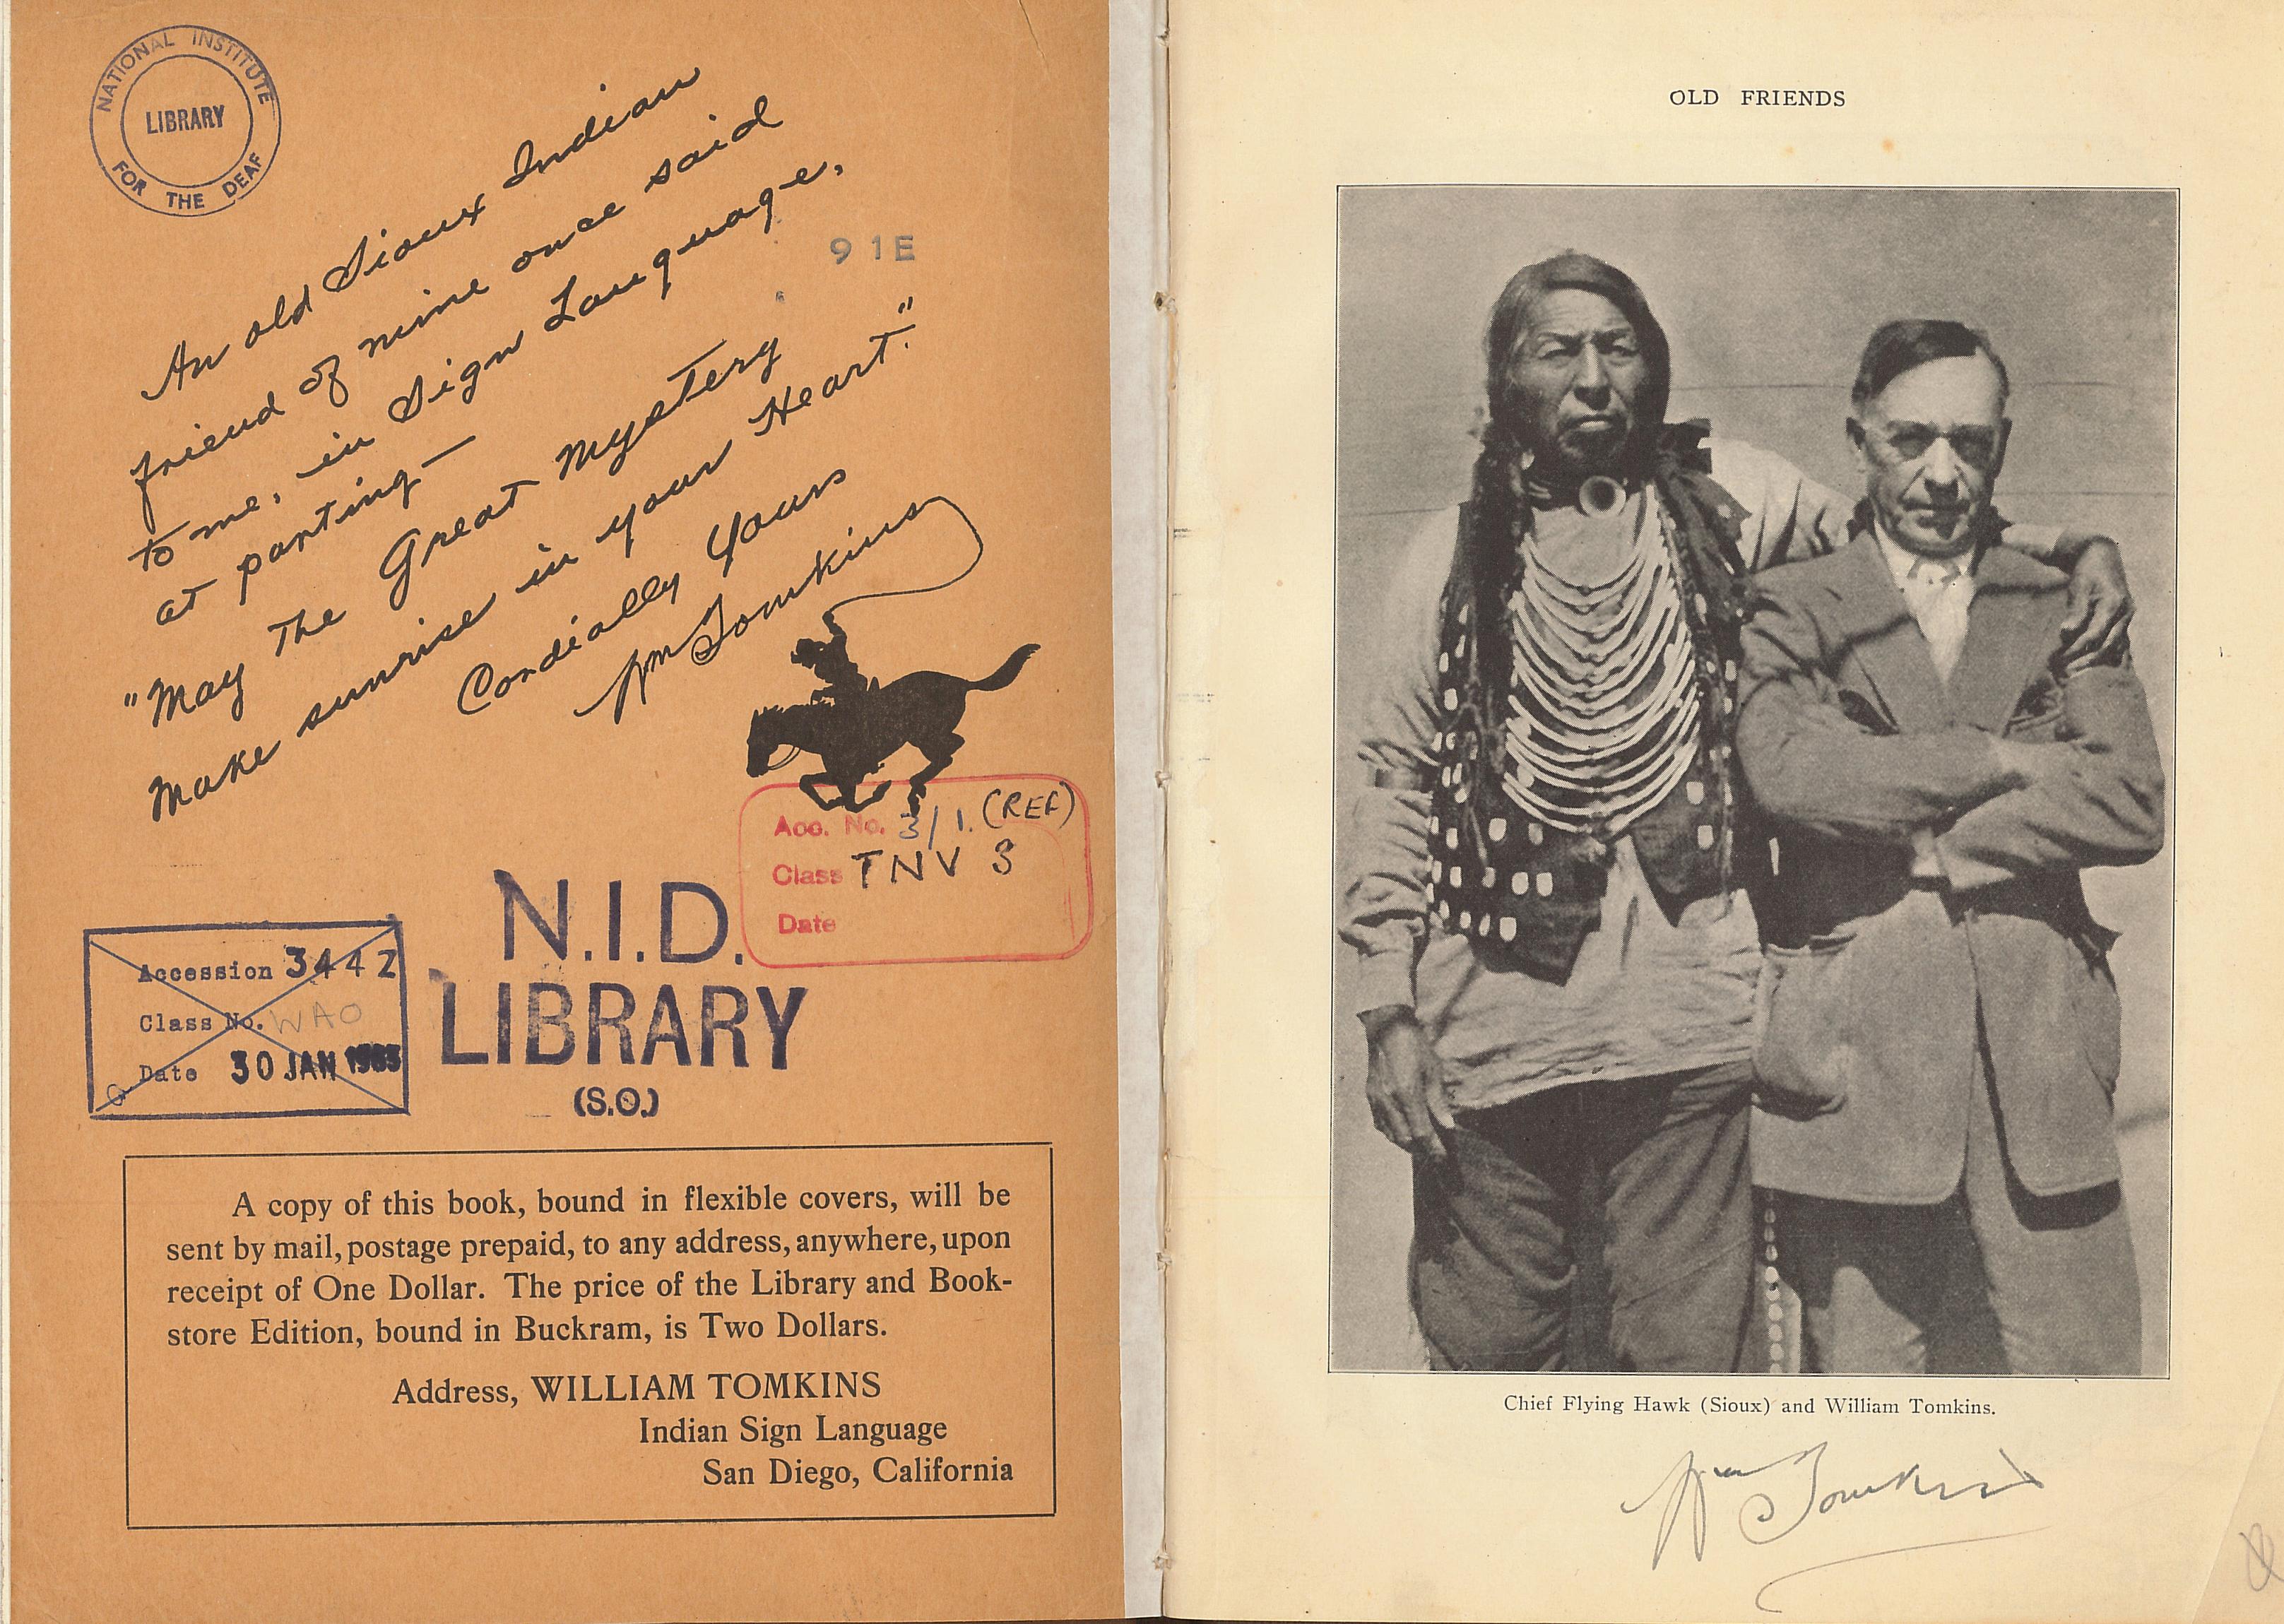 NATIONAL INSTITUTE
LIBRARY
FOR THE DEAF
An old Sioux Indian
friend of mine once said
to me, in Sign Language,
at parting—
"May The Great Mystery
make sunrise in your Heart."
Cordially Yours
Wm Tomkins
91E
Acc. No. 3/1. (REF)
Class TNV 3
Date
N.I.D.
LIBRARY
(S.O.)
Accession 3442
Class No. WAO
Date 30 JAN
A copy of this book, bound in flexible covers, will be
sent by mail, postage prepaid, to any address, anywhere, upon
receipt of One Dollar. The price of the Library and Book-
store Edition, bound in Buckram, is Two Dollars.
Address, WILLIAM TOMKINS
Indian Sign Language
San Diego, California
OLD FRIENDS
Chief Flying Hawk (Sioux) and William Tomkins.
Wm Tomkins